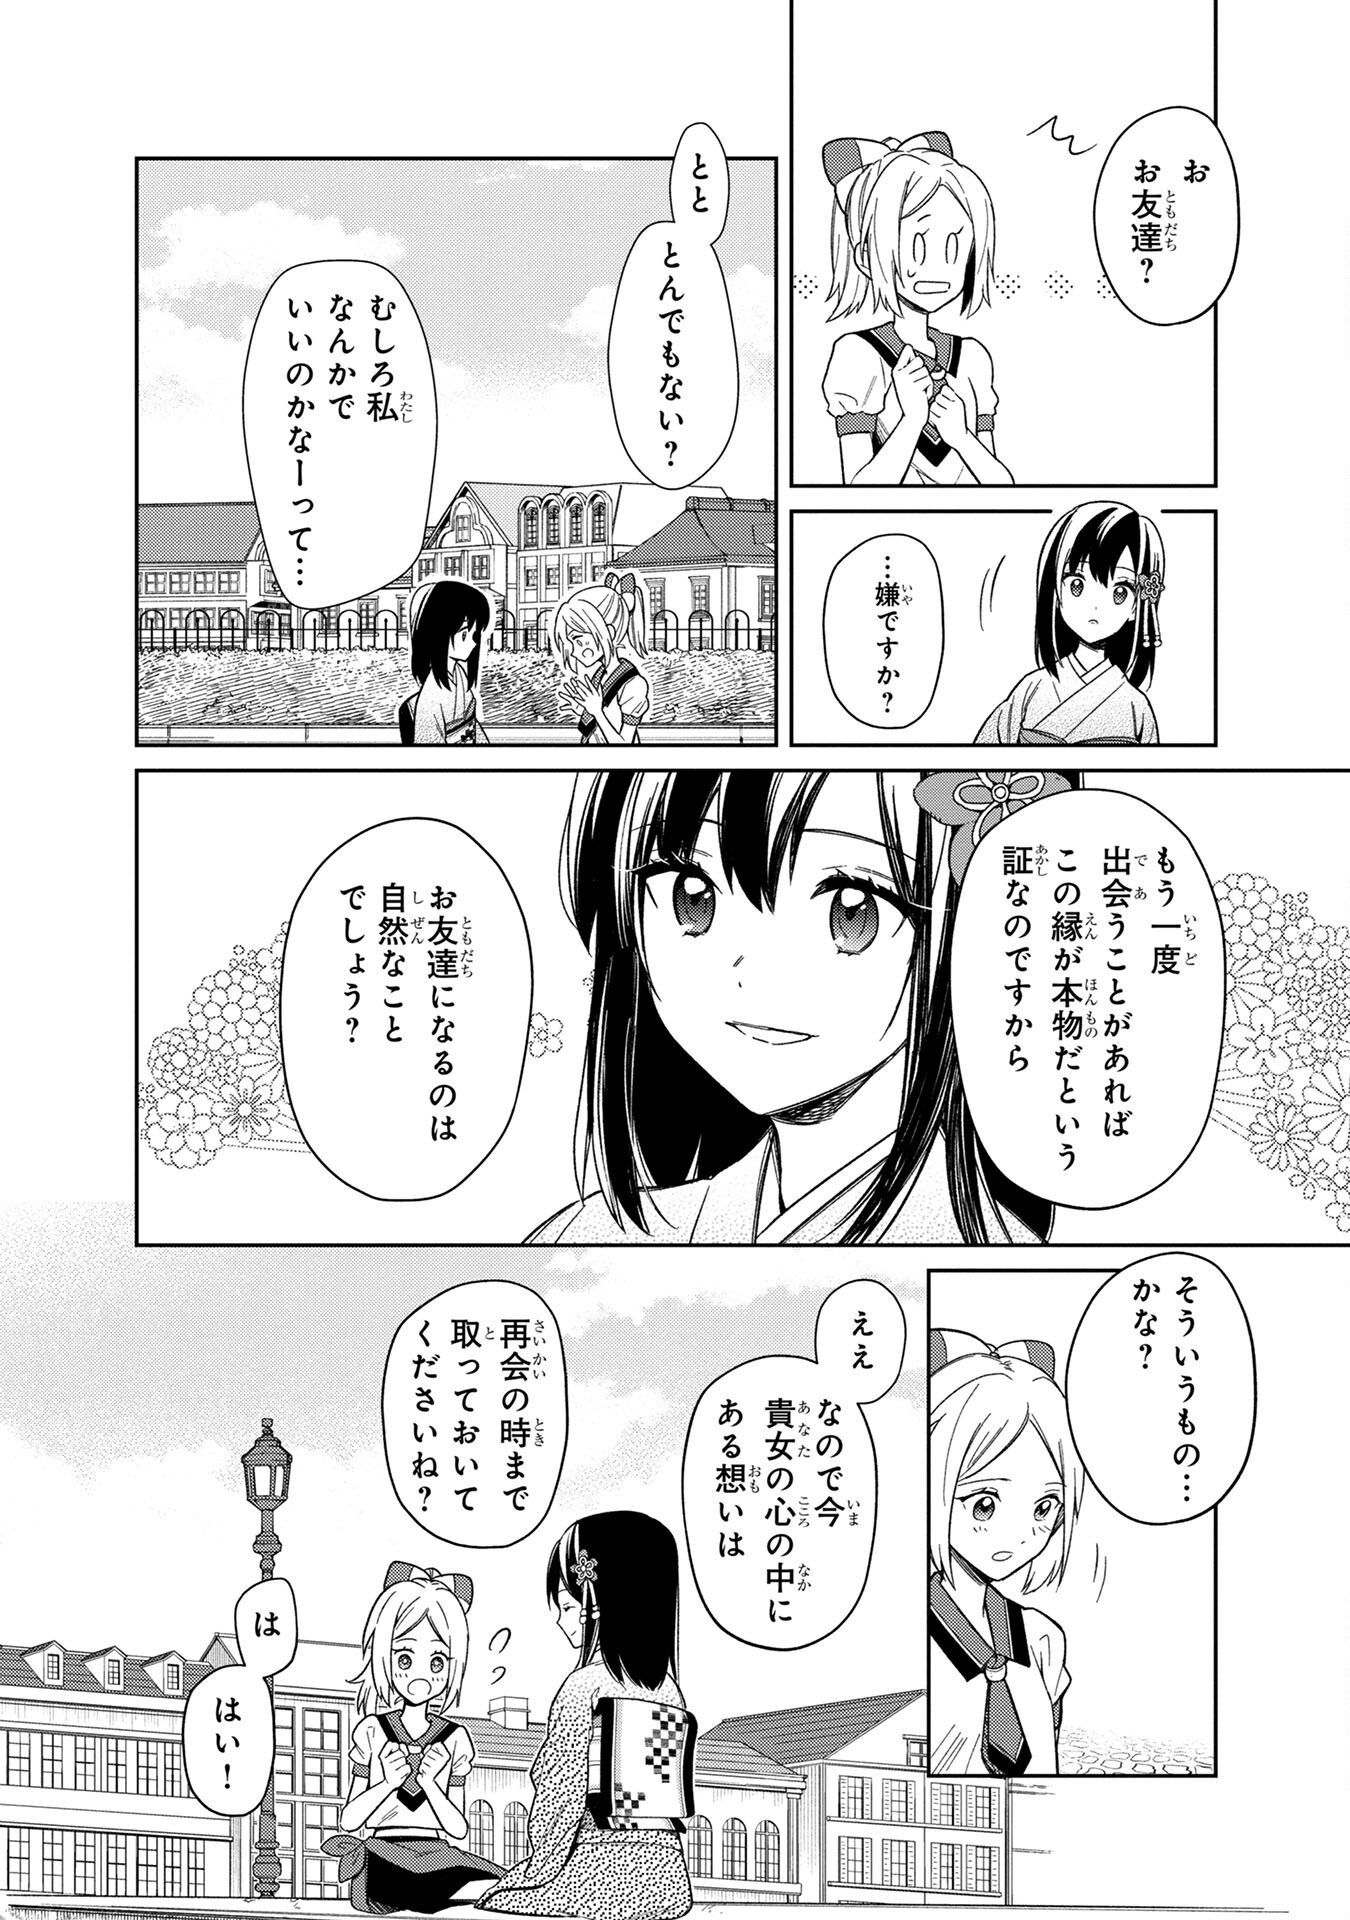 お
お友達?
…嫌ですか?
とと
とんでもない?
むしろ私
なんかで
いいのかなーって…
もう一度
出会うことがあれば
この縁が本物だという
証なのですから
お友達になるのは
自然なこと
でしょう?
そういうもの…
かな?
ええ
なので今
貴女の心の中に
ある想いは
再会の時まで
取っておいて
くださいね?
は
はい!